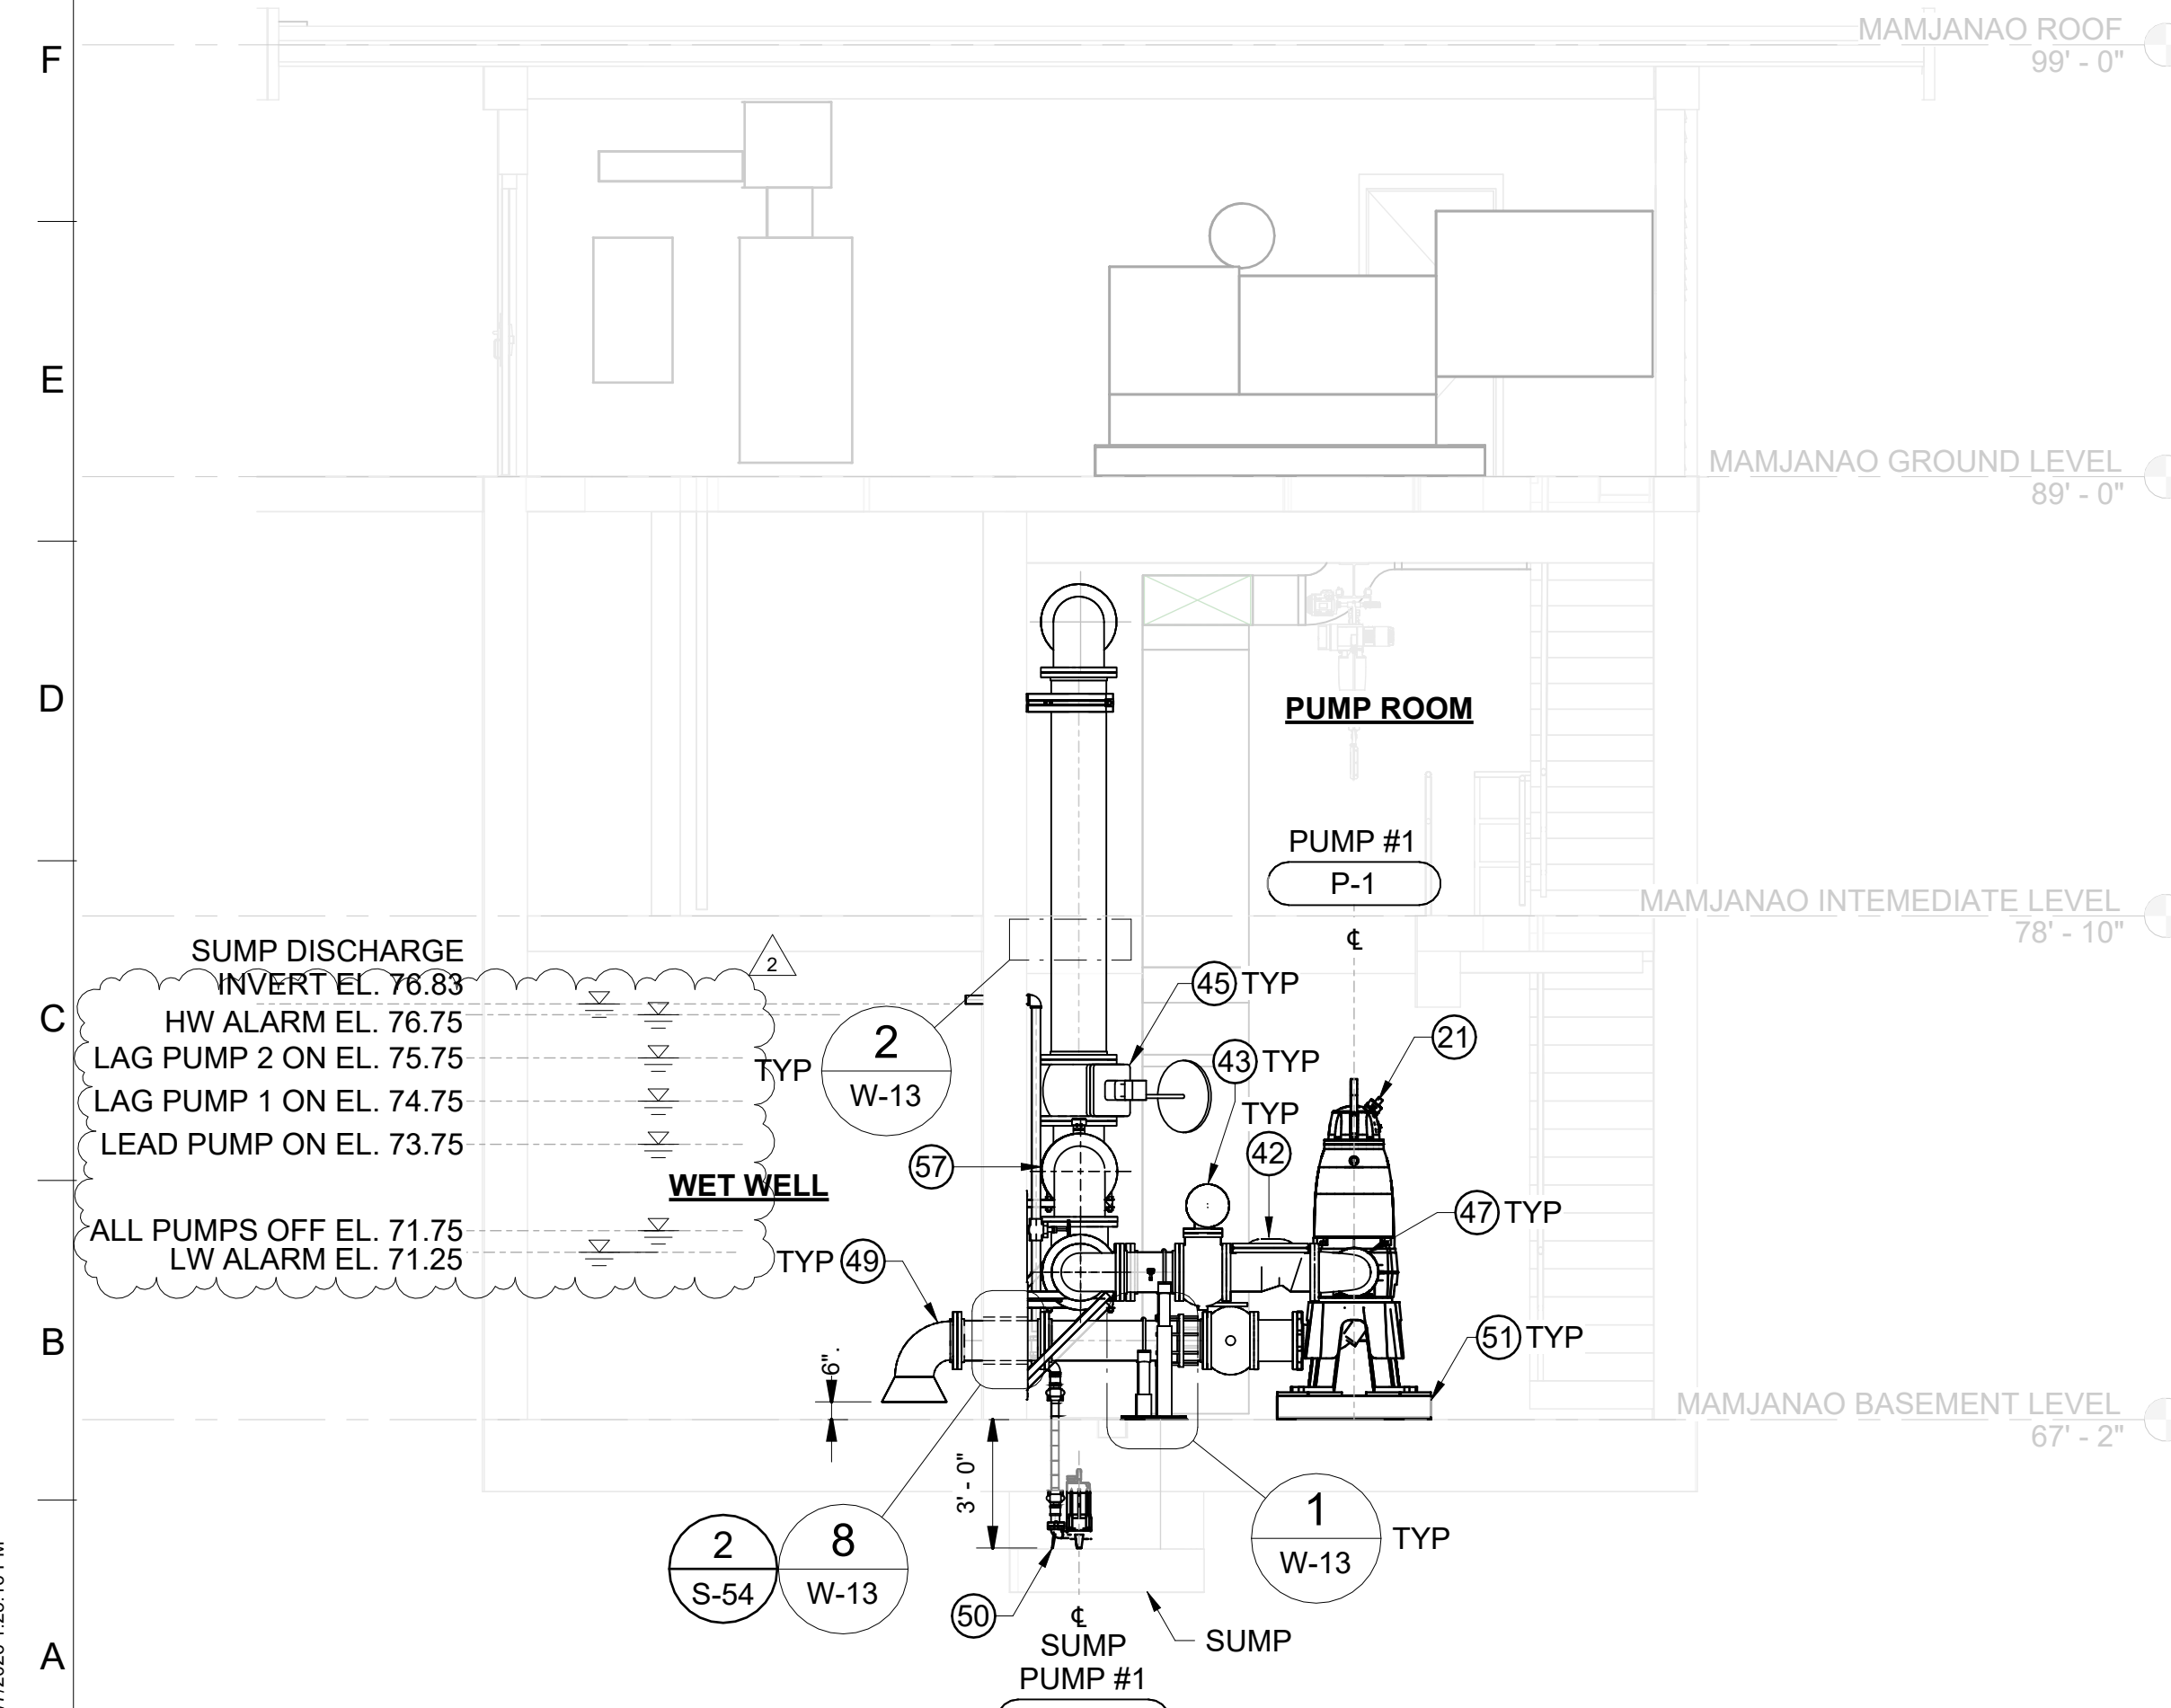 F
MAMJANAO ROOF
99' - 0"
E
MAMJANAO GROUND LEVEL
89' - 0"
D
PUMP ROOM
PUMP #1
P-1
MAMJANAO INTEMEDIATE LEVEL
78' - 10"
C
SUMP DISCHARGE
INVERT EL. 76.83
2
HW ALARM EL. 76.75
LAG PUMP 2 ON EL. 75.75
LAG PUMP 1 ON EL. 74.75
LEAD PUMP ON EL. 73.75
WET WELL
ALL PUMPS OFF EL. 71.75
LW ALARM EL. 71.25
TYP
2
W-13
45 TYP
43 TYP
21
TYP
42
57
47 TYP
TYP 49
51 TYP
B
6".
MAMJANAO BASEMENT LEVEL
67' - 2"
3' - 0"
2
S-54
8
W-13
1
W-13
TYP
50
℄
SUMP
PUMP #1
SUMP
A